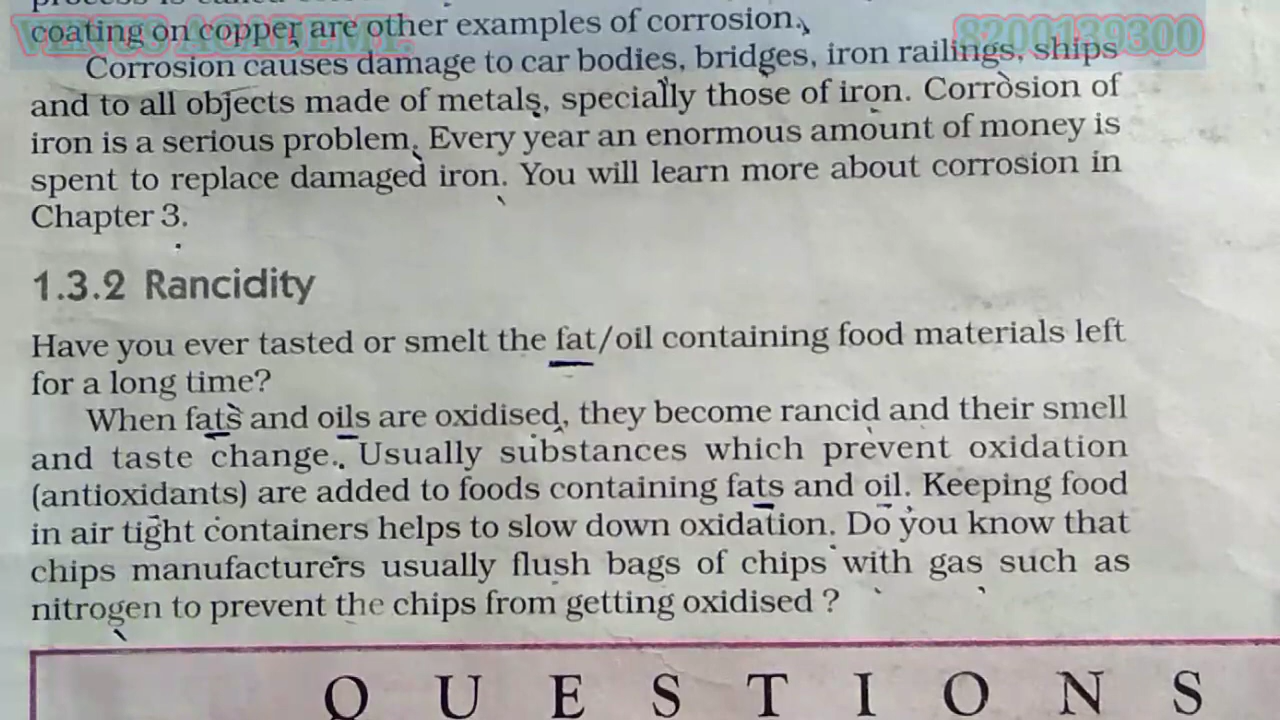 process is called
VENUS ACADEMY. 8200139300
coating on copper are other examples of corrosion.
Corrosion causes damage to car bodies, bridges, iron railings, ships
and to all objects made of metals, specially those of iron. Corrosion of
iron is a serious problem. Every year an enormous amount of money is
spent to replace damaged iron. You will learn more about corrosion in
Chapter 3.
1.3.2 Rancidity
Have you ever tasted or smelt the fat/oil containing food materials left
for a long time?
When fats and oils are oxidised, they become rancid and their smell
and taste change. Usually substances which prevent oxidation
(antioxidants) are added to foods containing fats and oil. Keeping food
in air tight containers helps to slow down oxidation. Do you know that
chips manufacturers usually flush bags of chips with gas such as
nitrogen to prevent the chips from getting oxidised ?
QUESTIONS